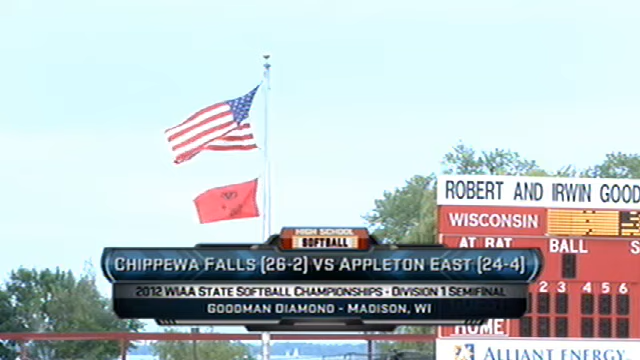 ROBERT AND IRWIN GOOD
WISCONSIN
AT BAT BALL S
HIGH SCHOOL
SOFTBALL
CHIPPEWA FALLS (26-2) VS APPLETON EAST (24-4)
2012 WIAA STATE SOFTBALL CHAMPIONSHIPS - DIVISION 1 SEMIFINAL
GOODMAN DIAMOND - MADISON, WI
2 3 4 5 6
HOME
ALLIANT ENERGY